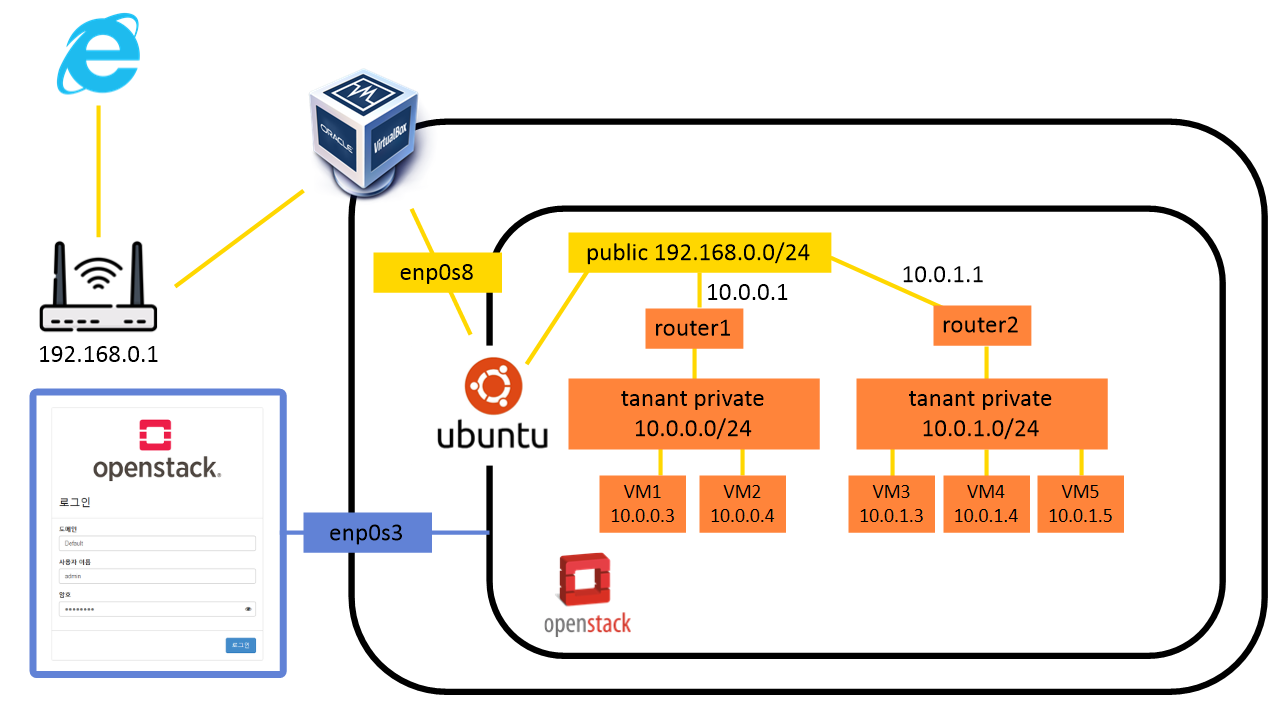 ORACLE
VirtualBox
enp0s8
public 192.168.0.0/24
10.0.0.1
10.0.1.1
router1
router2
192.168.0.1
ubuntu
tanant private
10.0.0.0/24
tanant private
10.0.1.0/24
VM1
10.0.0.3
VM2
10.0.0.4
VM3
10.0.1.3
VM4
10.0.1.4
VM5
10.0.1.5
openstack.
로그인
도메인
Default
사용자 이름
admin
암호
로그인
enp0s3
openstack